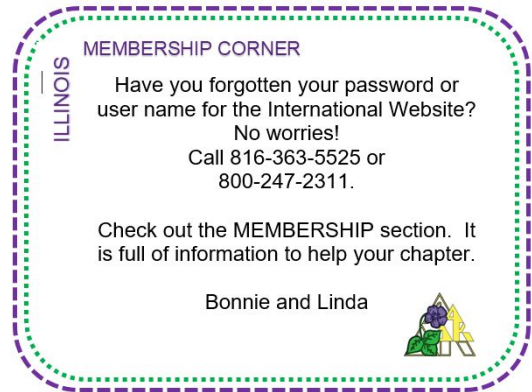 MEMBERSHIP CORNER
ILLINOIS
Have you forgotten your password or
user name for the International Website?
No worries!
Call 816-363-5525 or
800-247-2311.
Check out the MEMBERSHIP section.  It
is full of information to help your chapter.
Bonnie and Linda